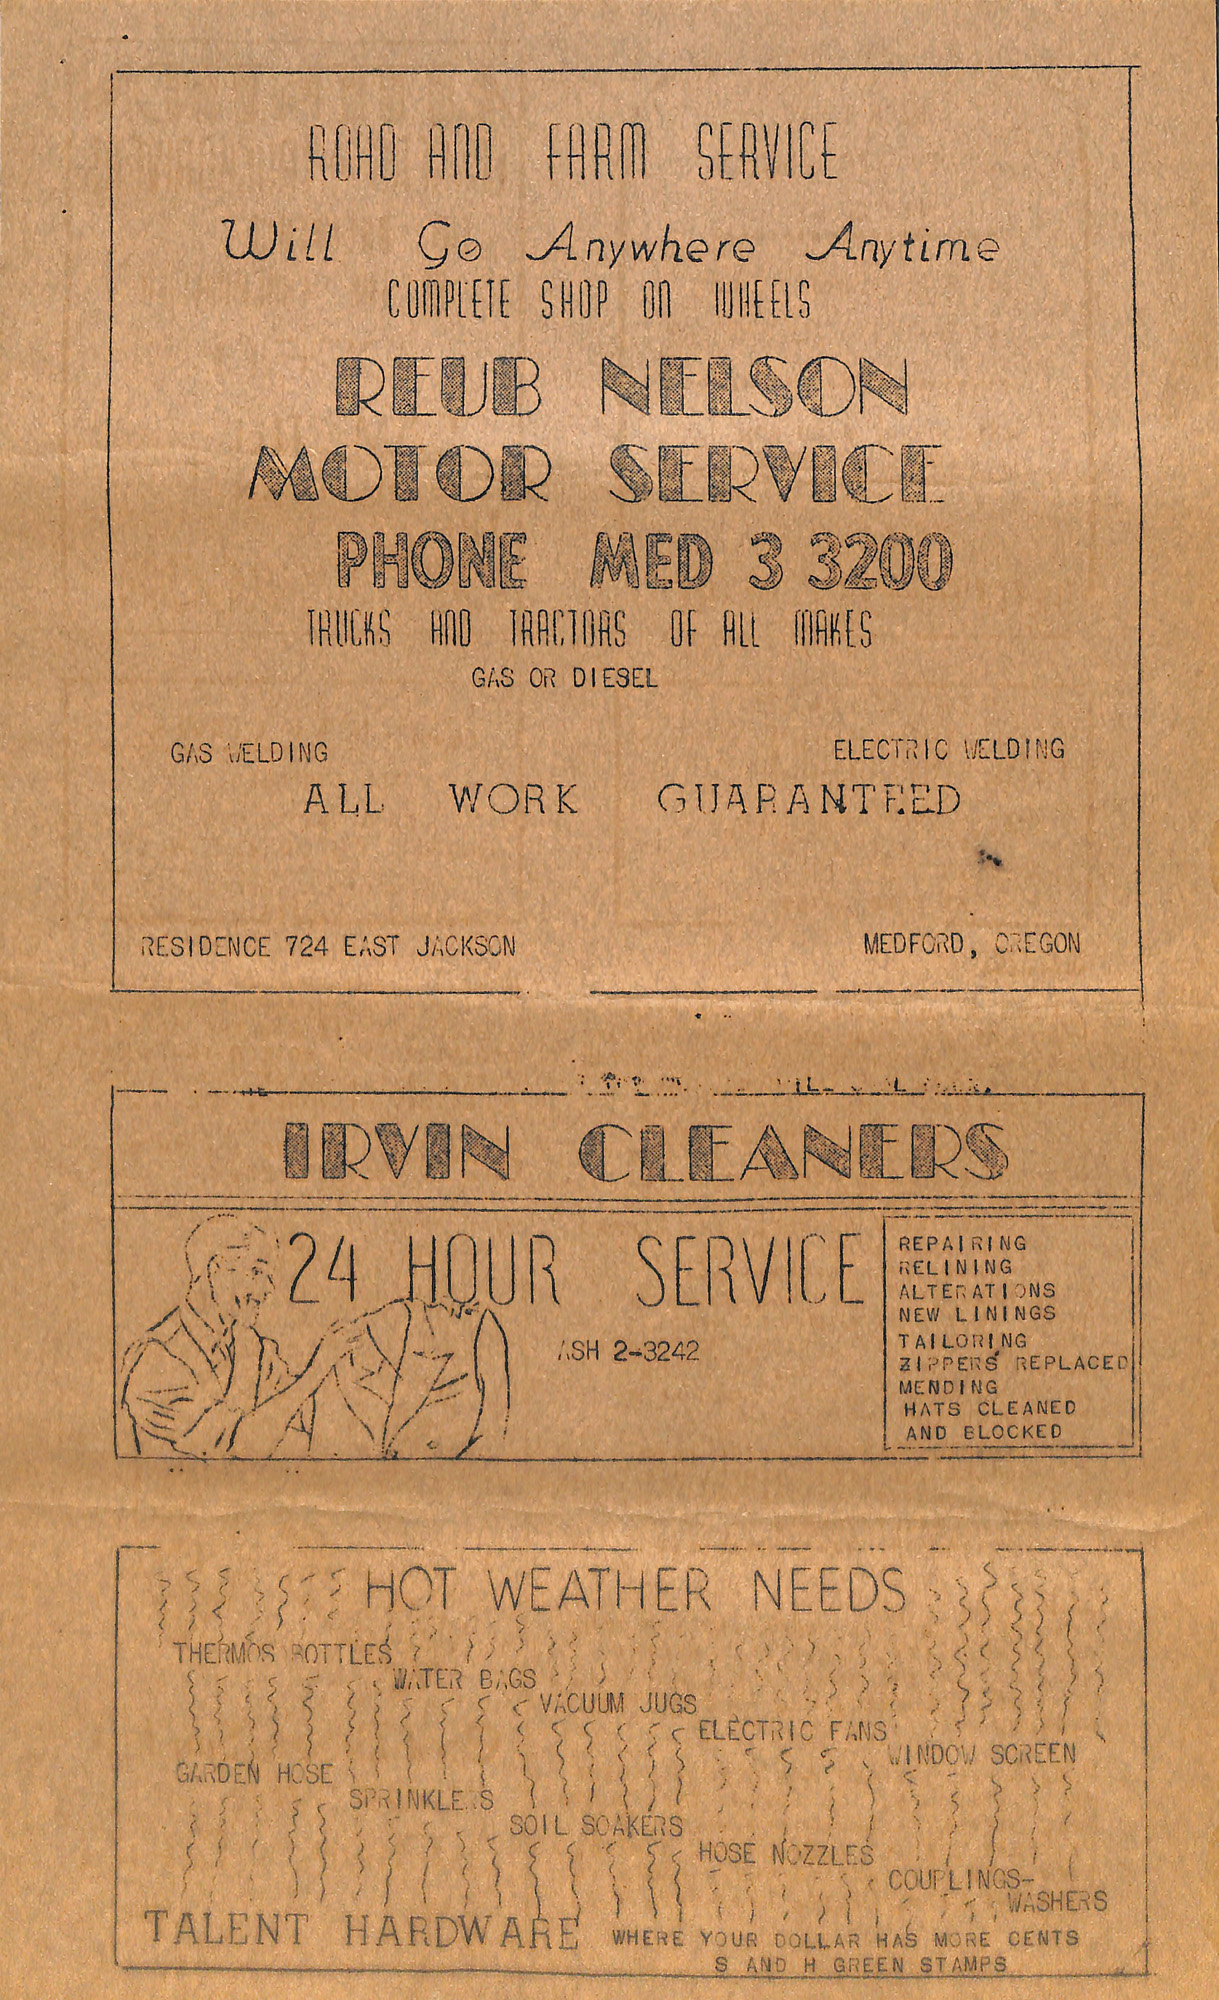 ROAD AND FARM SERVICE
Will Go Anywhere Anytime
COMPLETE SHOP ON WHEELS
REUB NELSON
MOTOR SERVICE
PHONE MED 3 3200
TRUCKS AND TRACTORS OF ALL MAKES
GAS OR DIESEL
GAS WELDING ELECTRIC WELDING
ALL WORK GUARANTEED
RESIDENCE 724 EAST JACKSON MEDFORD, OREGON
IRVIN CLEANERS
24 HOUR SERVICE
ASH 2-3242
REPAIRING
RELINING
ALTERATIONS
NEW LININGS
TAILORING
ZIPPERS REPLACED
MENDING
HATS CLEANED
AND BLOCKED
HOT WEATHER NEEDS
THERMOS BOTTLES
WATER BAGS
VACUUM JUGS
ELECTRIC FANS
WINDOW SCREEN
GARDEN HOSE
SPRINKLERS
SOIL SOAKERS
HOSE NOZZLES
COUPLINGS-
WASHERS
TALENT HARDWARE WHERE YOUR DOLLAR HAS MORE CENTS
S AND H GREEN STAMPS